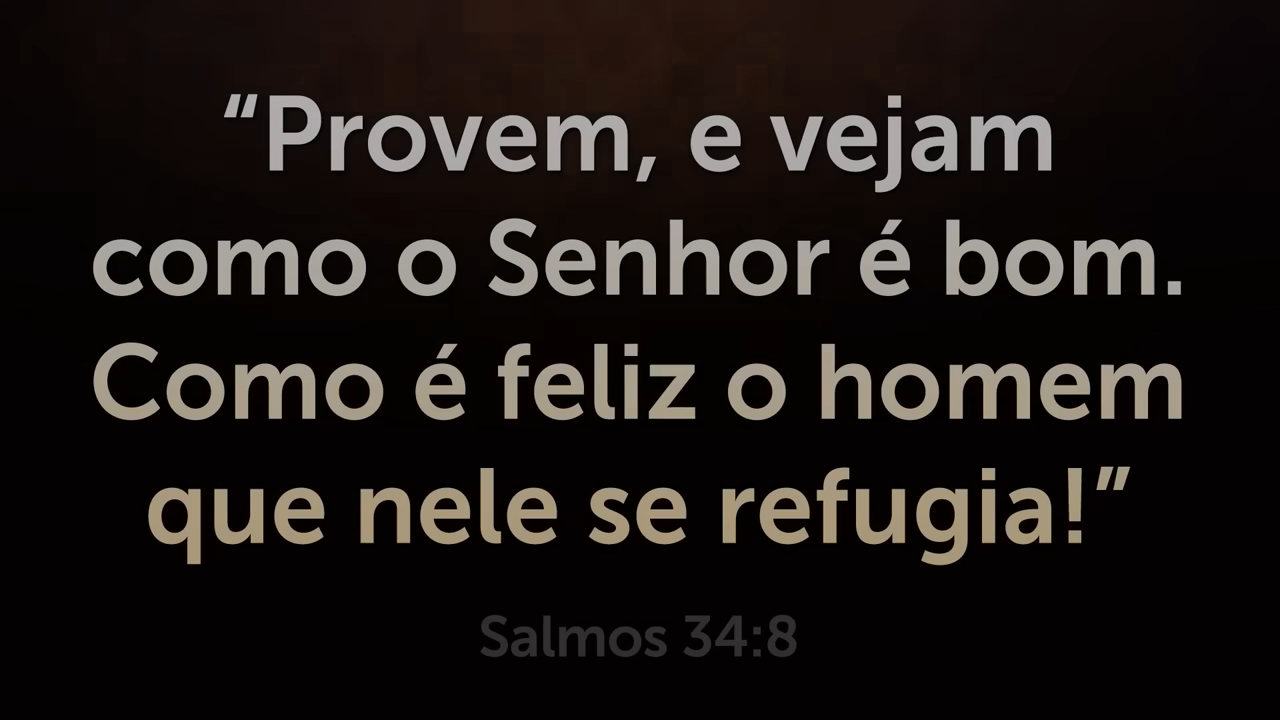 “Provem, e vejam
como o Senhor é bom.
Como é feliz o homem
que nele se refugia!”
Salmos 34:8